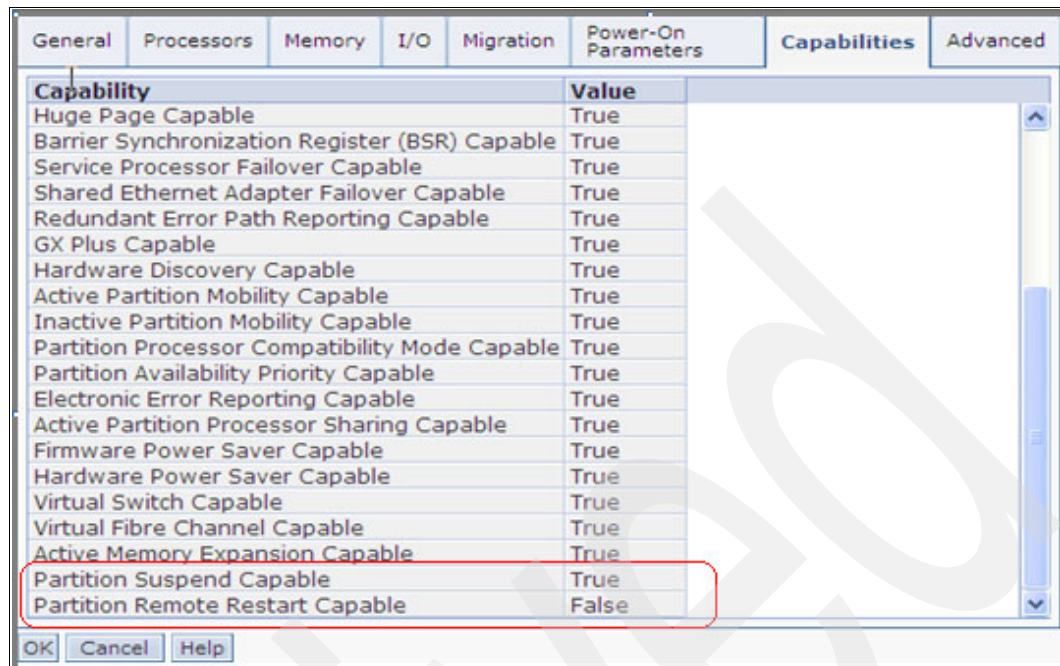 General Processors Memory I/O Migration Power-On Parameters Capabilities Advanced
Capability Value
Huge Page Capable True
Barrier Synchronization Register (BSR) Capable True
Service Processor Failover Capable True
Shared Ethernet Adapter Failover Capable True
Redundant Error Path Reporting Capable True
GX Plus Capable True
Hardware Discovery Capable True
Active Partition Mobility Capable True
Inactive Partition Mobility Capable True
Partition Processor Compatibility Mode Capable True
Partition Availability Priority Capable True
Electronic Error Reporting Capable True
Active Partition Processor Sharing Capable True
Firmware Power Saver Capable True
Hardware Power Saver Capable True
Virtual Switch Capable True
Virtual Fibre Channel Capable True
Active Memory Expansion Capable True
Partition Suspend Capable True
Partition Remote Restart Capable False
OK Cancel Help